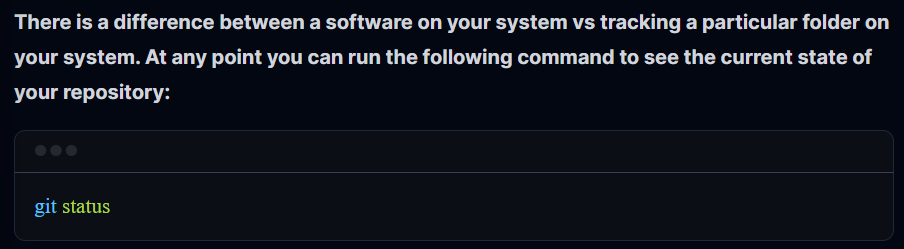 There is a difference between a software on your system vs tracking a particular folder on
your system. At any point you can run the following command to see the current state of
your repository:
git status